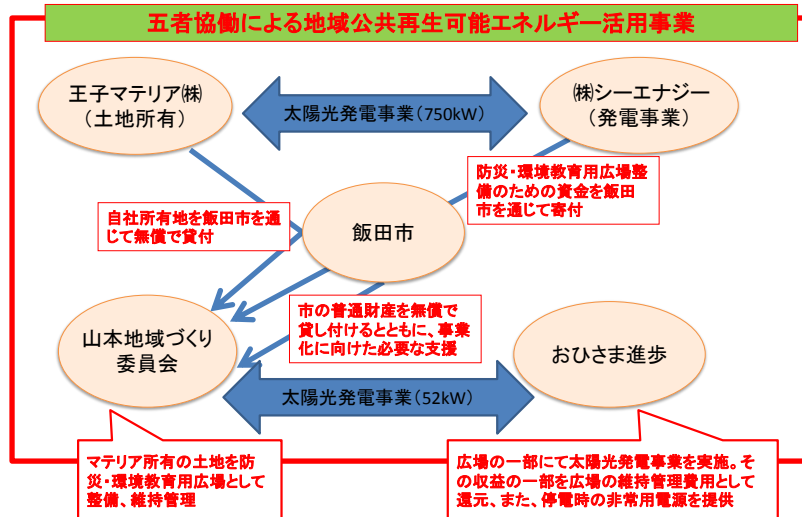 五者協働による地域公共再生可能エネルギー活用事業
王子マテリア㈱
（土地所有）
太陽光発電事業（750kW）
㈱シーエナジー
（発電事業）
防災・環境教育用広場整
備のための資金を飯田
市を通じて寄付
自社所有地を飯田市を通
じて無償で貸付
飯田市
市の普通財産を無償で
貸し付けるとともに、事業
化に向けた必要な支援
山本地域づくり
委員会
おひさま進歩
太陽光発電事業（52kW）
マテリア所有の土地を防
災・環境教育用広場として
整備、維持管理
広場の一部にて太陽光発電事業を実施。そ
の収益の一部を広場の維持管理費用として
還元、また、停電時の非常用電源を提供